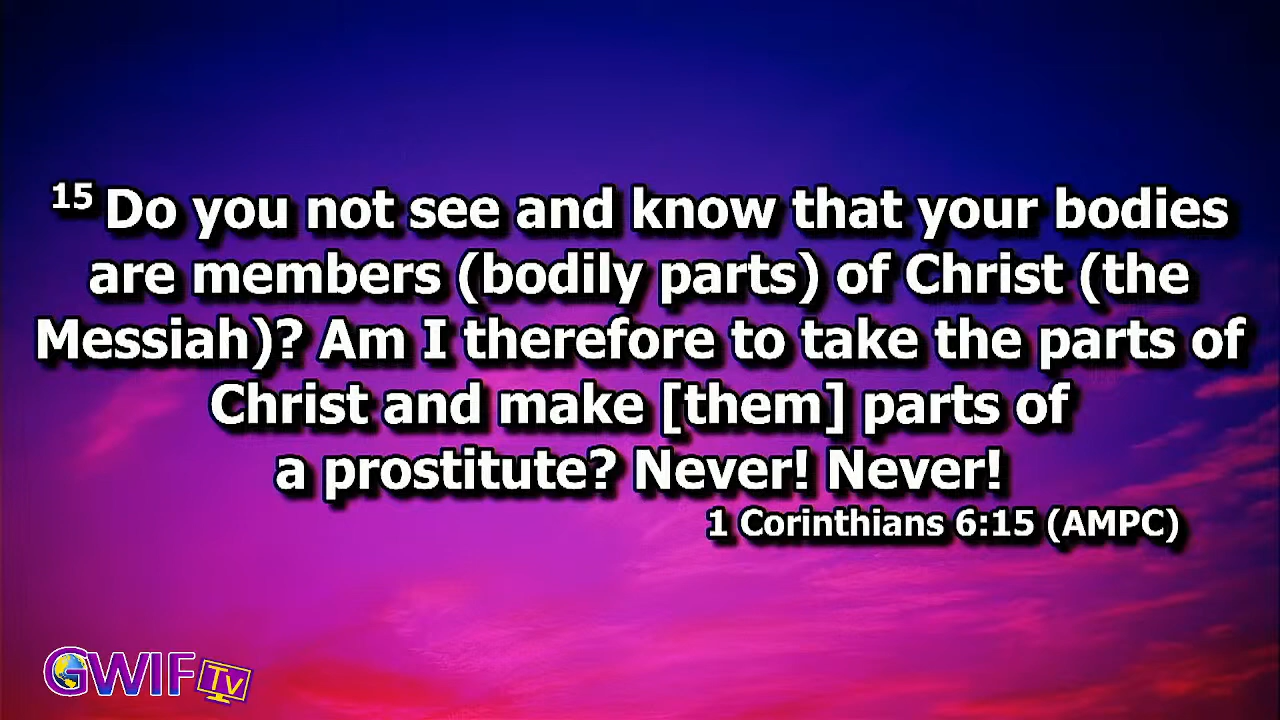 15 Do you not see and know that your bodies
are members (bodily parts) of Christ (the
Messiah)? Am I therefore to take the parts of
Christ and make [them] parts of
a prostitute? Never! Never!
1 Corinthians 6:15 (AMPC)
GWIF Tv